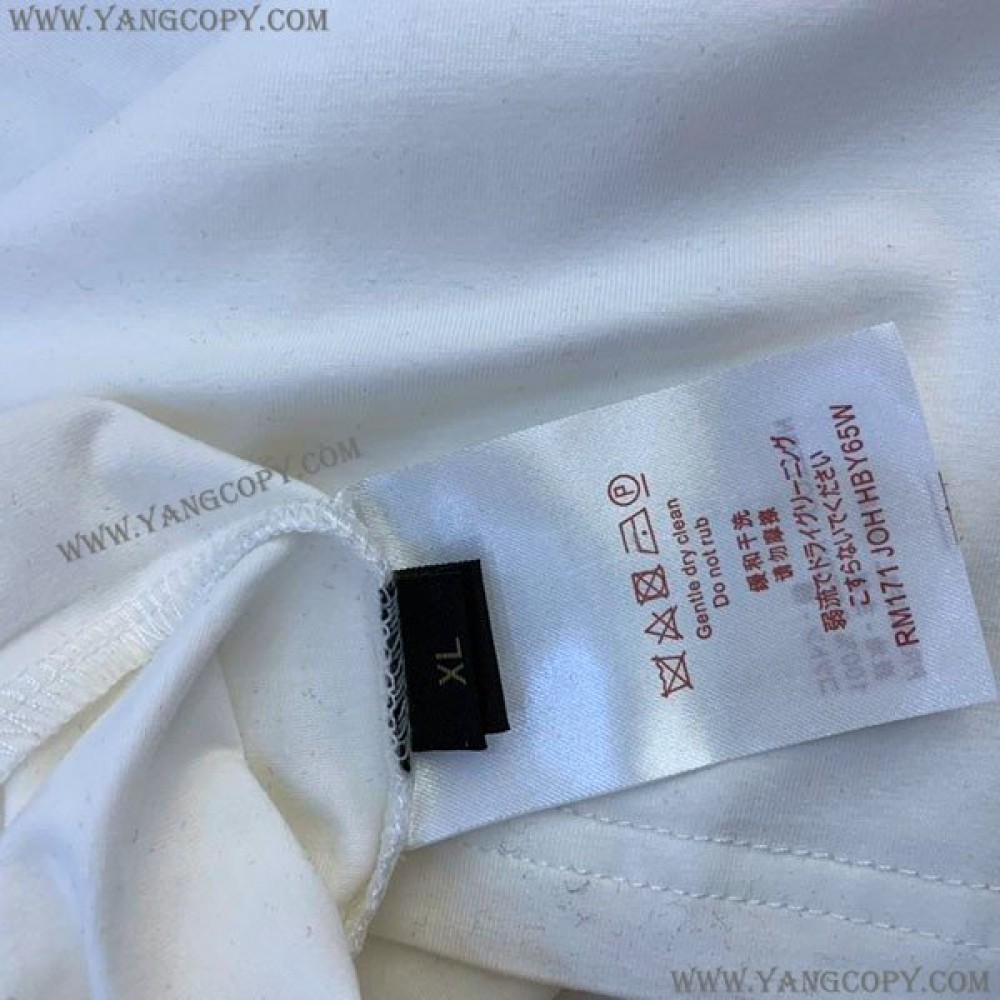 WWW.YANGCOPY.COM
WWW.YANGCOPY.COM
XL
Gentle dry clean
Do not rub
缓和干洗
请勿摩擦
弱流でドライクリーニング
こすらないでください
RM171 JOH HBY65W
WWW.YANGCOPY.COM